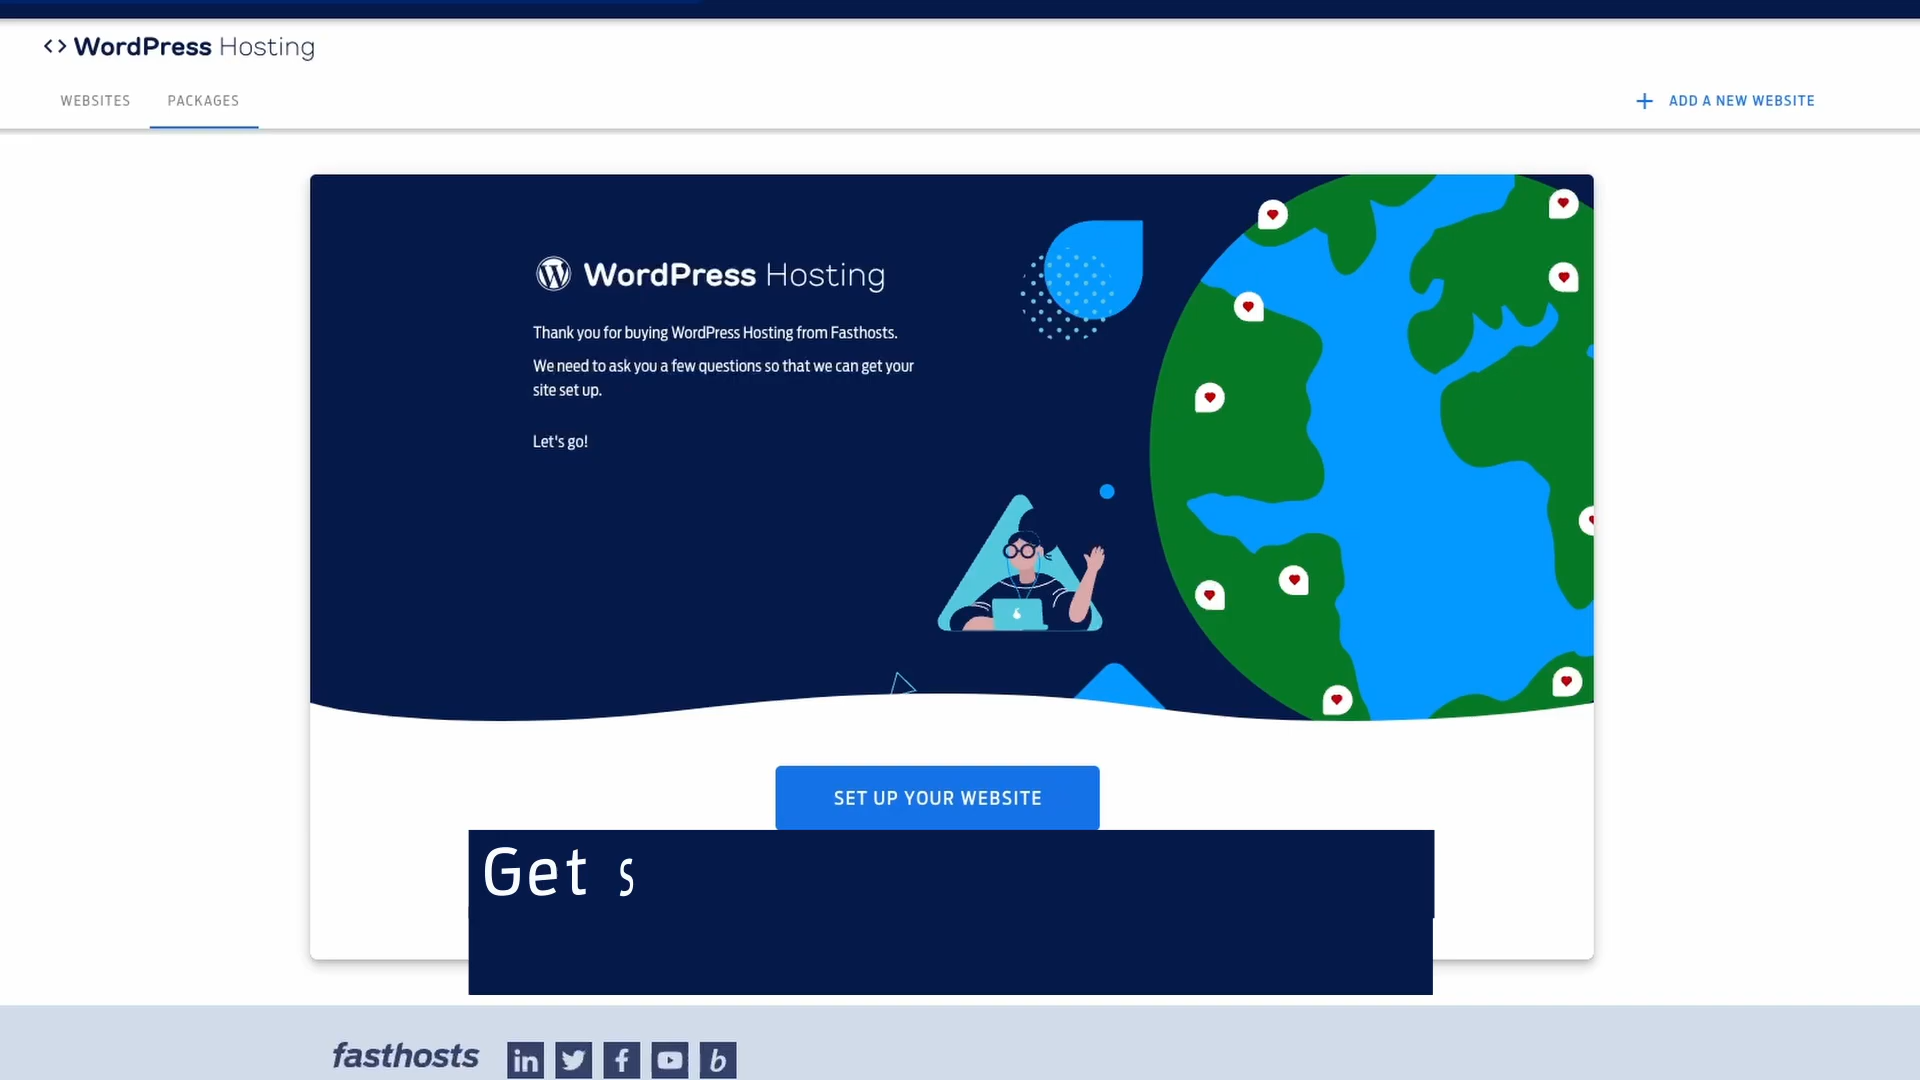 <> WordPress Hosting
WEBSITES PACKAGES
+ ADD A NEW WEBSITE
WordPress Hosting
Thank you for buying WordPress Hosting from Fasthosts.
We need to ask you a few questions so that we can get your
site set up.
Let's go!
SET UP YOUR WEBSITE
Get s
fasthosts